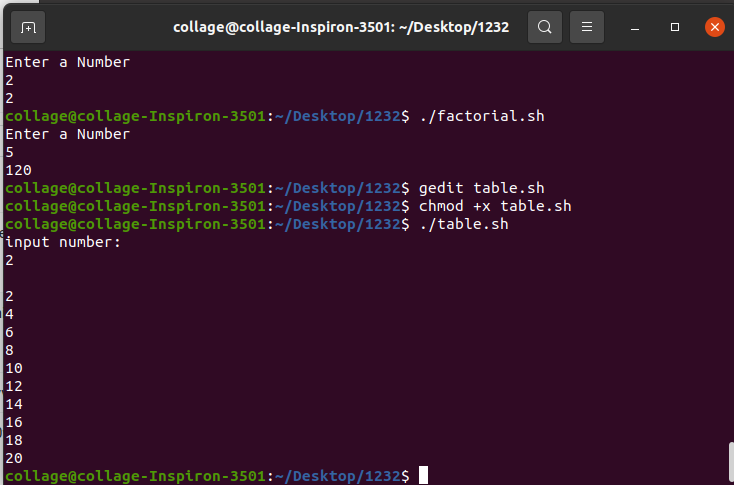 collage@collage-Inspiron-3501: ~/Desktop/1232
Enter a Number
2
2
collage@collage-Inspiron-3501:~/Desktop/1232$ ./factorial.sh
Enter a Number
5
120
collage@collage-Inspiron-3501:~/Desktop/1232$ gedit table.sh
collage@collage-Inspiron-3501:~/Desktop/1232$ chmod +x table.sh
collage@collage-Inspiron-3501:~/Desktop/1232$ ./table.sh
input number:
2
2
4
6
8
10
12
14
16
18
20
collage@collage-Inspiron-3501:~/Desktop/1232$